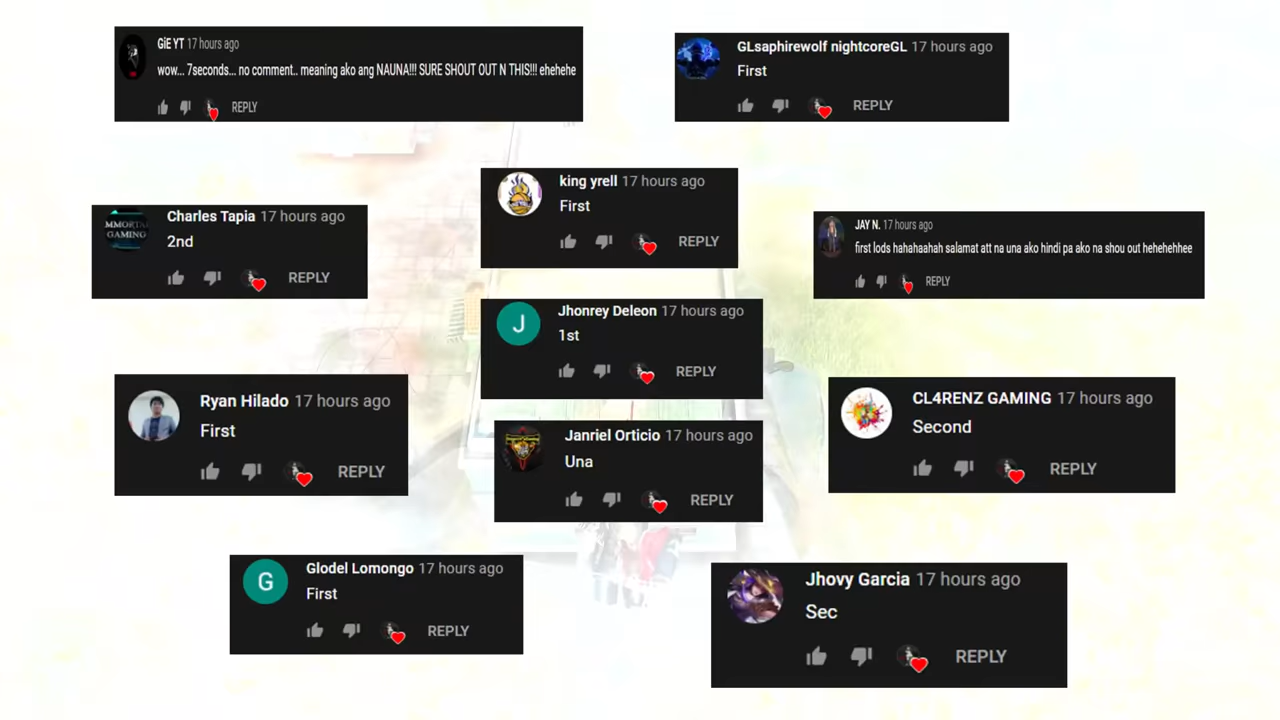 GiE YT 17 hours ago
wow... 7seconds... no comment.. meaning ako ang NAUNA!!! SURE SHOUT OUT N THIS!!! ehehehe
REPLY
GLsaphirewolf nightcoreGL 17 hours ago
First
REPLY
king yrell 17 hours ago
First
REPLY
MMORTA
GAMING
Charles Tapia 17 hours ago
2nd
REPLY
JAY N. 17 hours ago
first lods hahahaahah salamat att na una ako hindi pa ako na shou out hehehehhee
REPLY
J
Jhonrey Deleon 17 hours ago
1st
REPLY
Ryan Hilado 17 hours ago
First
REPLY
CL4RENZ GAMING 17 hours ago
Second
REPLY
Janriel Orticio 17 hours ago
Una
REPLY
G
Glodel Lomongo 17 hours ago
First
REPLY
Jhovy Garcia 17 hours ago
Sec
REPLY